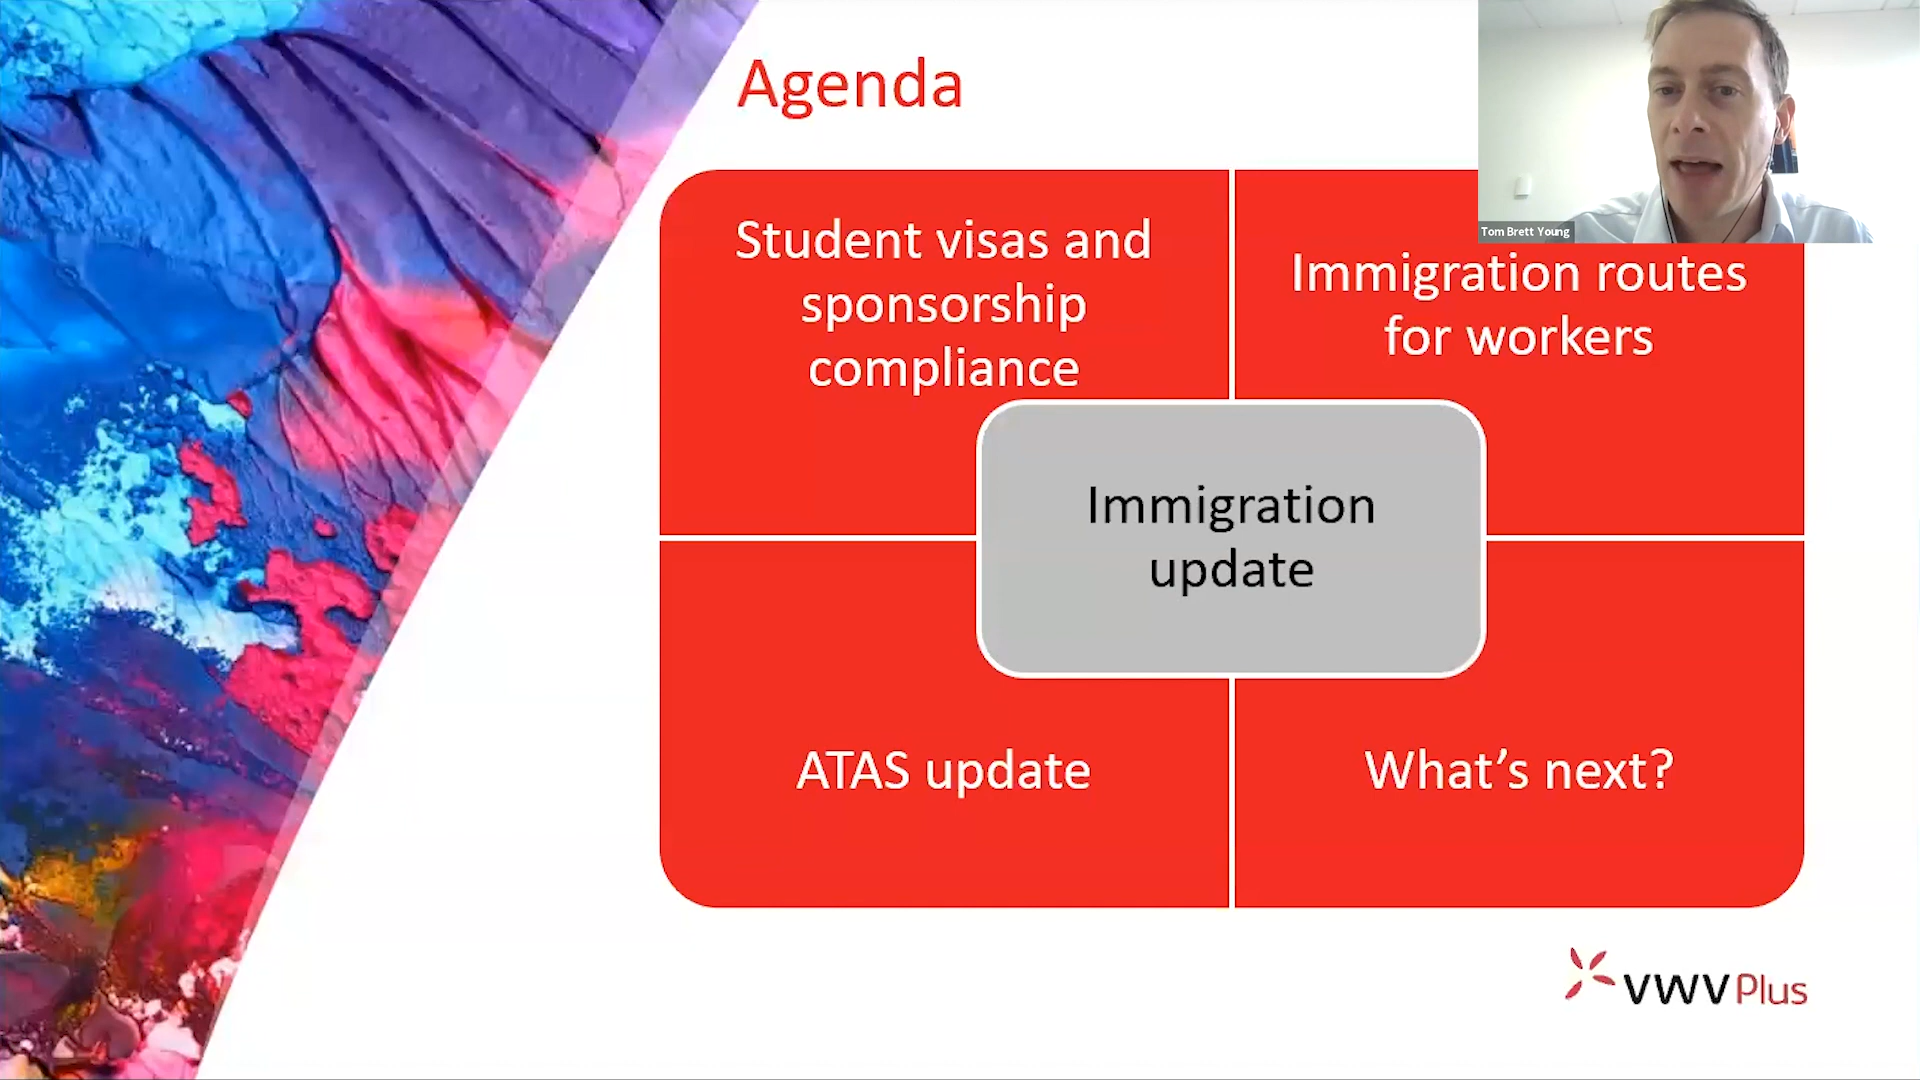 Agenda
Tom Brett Young
Student visas and
sponsorship
compliance
Immigration routes
for workers
Immigration
update
ATAS update
What's next?
VWV Plus